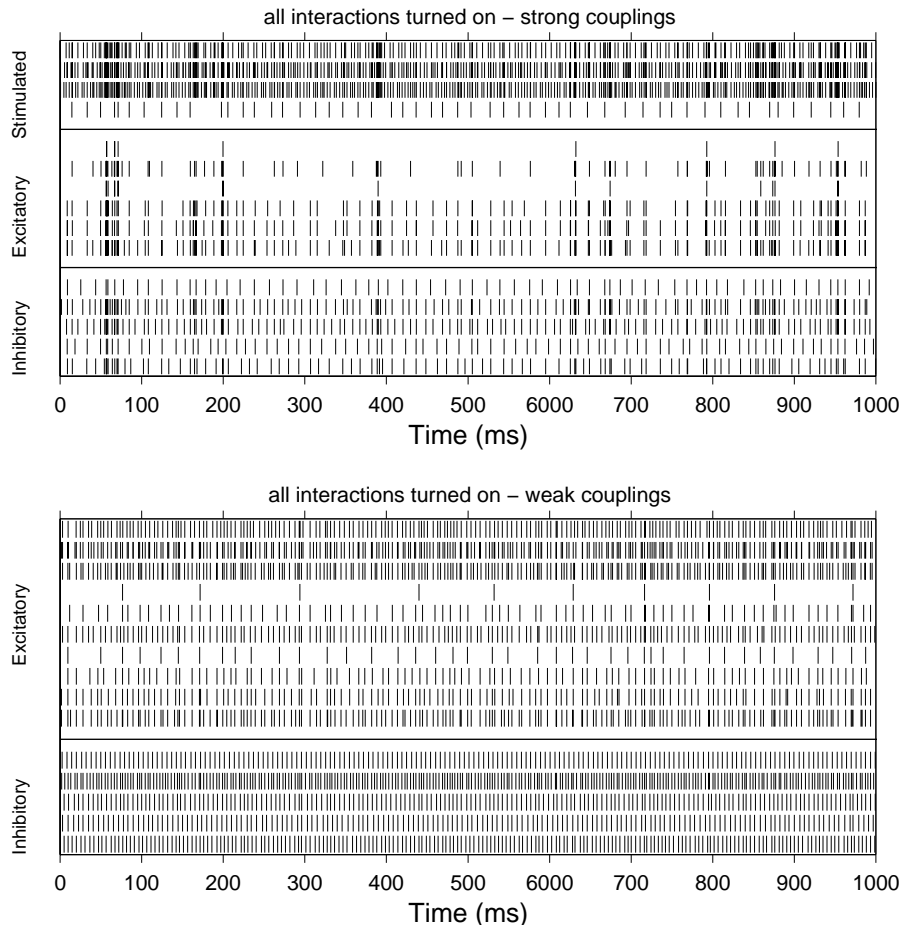 all interactions turned on – strong couplings
Stimulated
Excitatory
Inhibitory
0 100 200 300 400 500 6000 700 800 900 1000
Time (ms)
all interactions turned on – weak couplings
Excitatory
Inhibitory
0 100 200 300 400 500 600 700 800 900 1000
Time (ms)